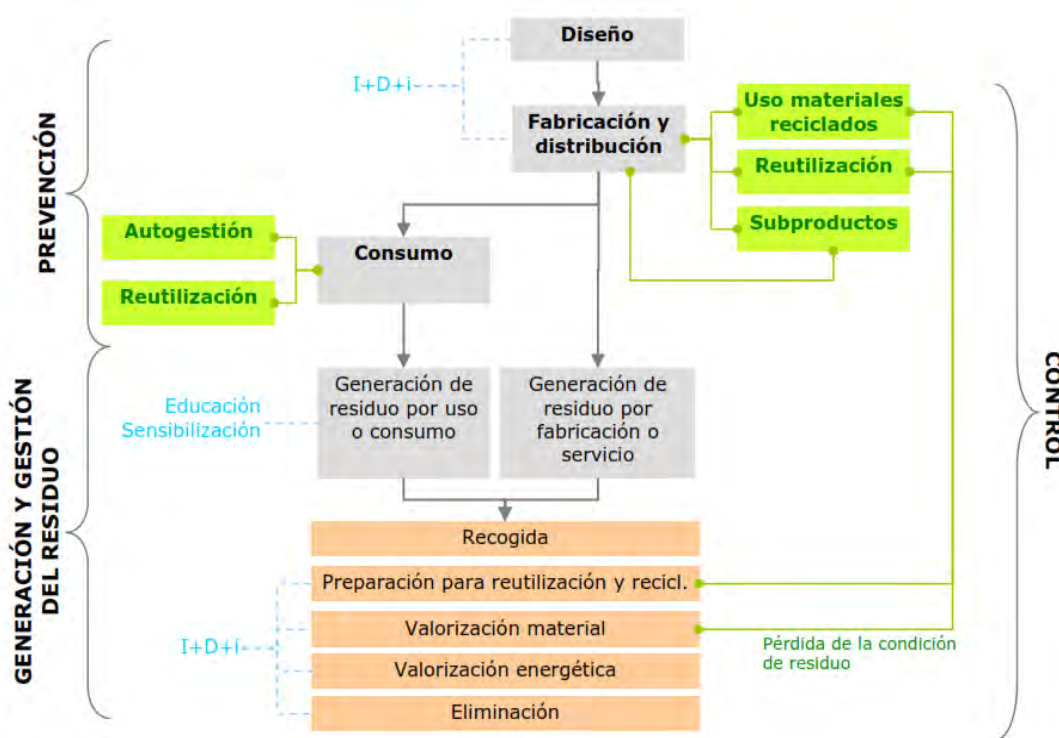 Diseño
I+D+i
Fabricación y
distribución
Uso materiales
reciclados
Reutilización
Subproductos
PREVENCIÓN
Autogestión
Reutilización
Consumo
CONTROL
GENERACIÓN Y GESTIÓN
DEL RESIDUO
Educación
Sensibilización
Generación de
residuo por uso
o consumo
Generación de
residuo por
fabricación o
servicio
Recogida
Preparación para reutilización y recicl.
Valorización material
I+D+i
Valorización energética
Eliminación
Pérdida de la condición
de residuo